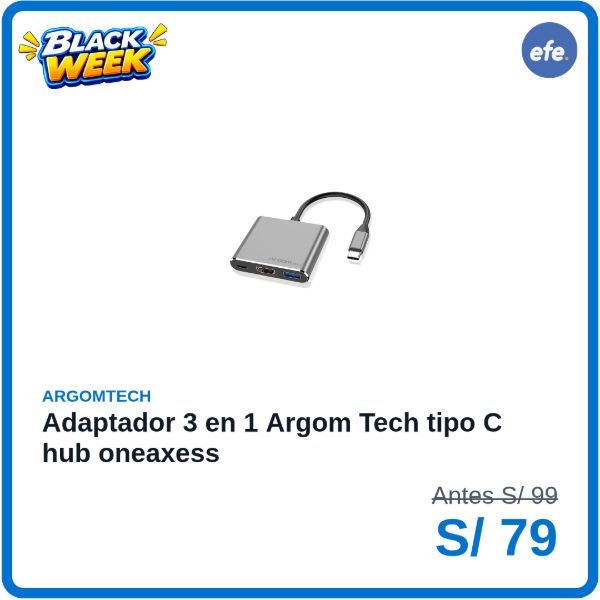 BLACK
WEEK
efe.
ARGOMTECH
Adaptador 3 en 1 Argom Tech tipo C
hub oneaxess
Antes S/ 99
S/ 79